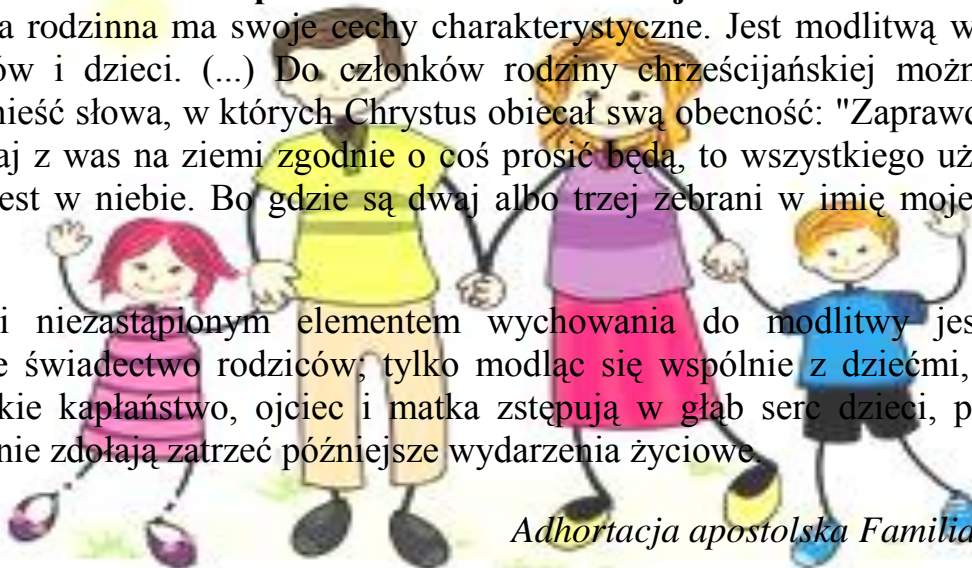 a rodzinna ma swoje cechy charakterystyczne. Jest modlitwą w
ów i dzieci. (...) Do członków rodziny chrześcijańskiej możn
nieść słowa, w których Chrystus obiecał swą obecność: "Zaprawd
aj z was na ziemi zgodnie o coś prosić będą, to wszystkiego uż
est w niebie. Bo gdzie są dwaj albo trzej zebrani w imię moje
i niezastąpionym elementem wychowania do modlitwy jes
e świadectwo rodziców; tylko modląc się wspólnie z dziećmi,
kie kapłaństwo, ojciec i matka zstępują w głąb serc dzieci, p
nie zdołają zatrzeć późniejsze wydarzenia życiowe.
Adhortacja apostolska Familia